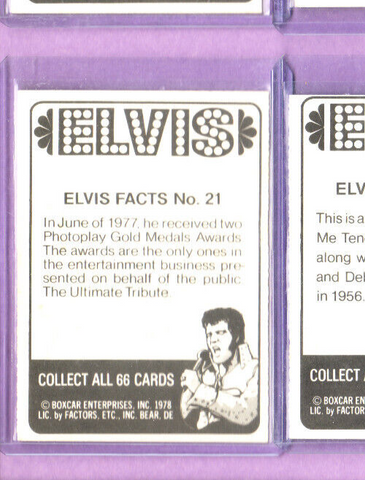 ELVIS
ELVIS FACTS No. 21
In June of 1977, he received two
Photoplay Gold Medals Awards
The awards are the only ones in
the entertainment business pre-
sented on behalf of the public.
The Ultimate Tribute.
COLLECT ALL 66 CARDS
© BOXCAR ENTERPRISES, INC. 1978
LIC. by FACTORS, ETC., INC. BEAR, DE
E
ELV
This is a
Me Ten
along w
and Deb
in 1956.
COLLECT
© BOXCAR
LIC. by FACTOR